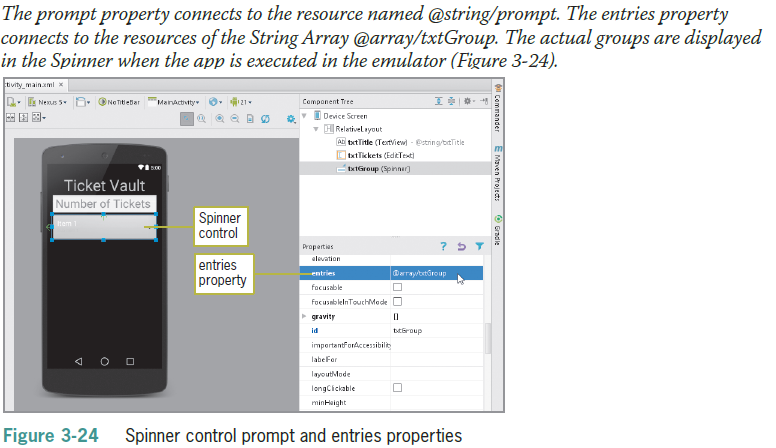 The prompt property connects to the resource named @string/prompt. The entries property
connects to the resources of the String Array @array/txtGroup. The actual groups are displayed
in the Spinner when the app is executed in the emulator (Figure 3-24).
tivity_main.xml ×
Nexus 5 NoTitleBar MainActivity 21
Component Tree
Device Screen
RelativeLayout
Ab txtTitle (TextView) - @string/txtTitle
txtTickets (EditText)
txtGroup (Spinner)
Commander
m Maven Projects
Gradle
5:00
Ticket Vault
Number of Tickets
Item 1
Spinner
control
entries
property
Properties ?
elevation
entries @array/txtGroup
focusable
focusableInTouchMode
gravity []
id txtGroup
importantForAccessibility
labelFor
layoutMode
longClickable
minHeight
Figure 3-24 Spinner control prompt and entries properties